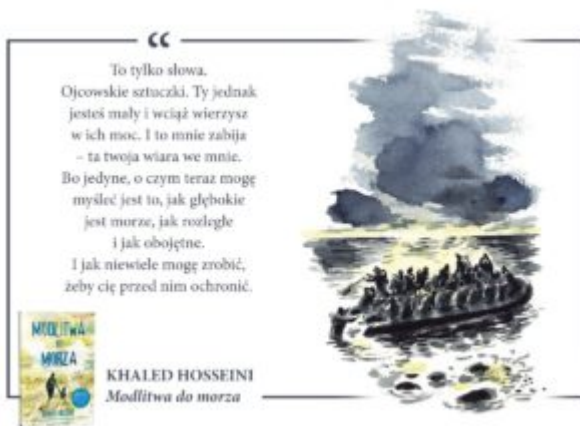 “
To tylko słowa.
Ojcowskie sztuczki. Ty jednak
jesteś mały i wciąż wierzysz
w ich moc. I to mnie zabija
– ta twoja wiara we mnie.
Bo jedyne, o czym teraz mogę
myśleć jest to, jak głębokie
jest morze, jak rozległe
i jak obojętne.
I jak niewiele mogę zrobić,
żeby cię przed nim ochronić.
MODLITWA
MORZA
KHALED HOSSEINI
Modlitwa do morza